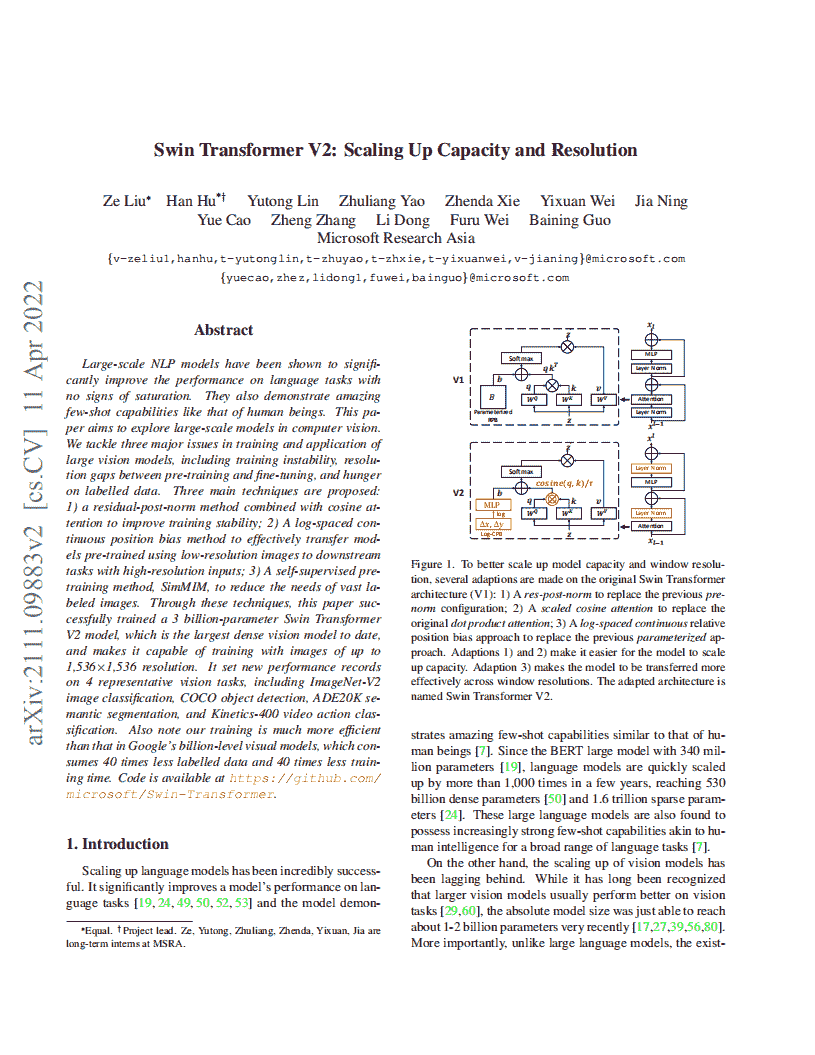 arXiv:2111.09883v2 [cs.CV] 11 Apr 2022
Swin Transformer V2: Scaling Up Capacity and Resolution
Ze Liu* Han Hu*† Yutong Lin Zhuliang Yao Zhenda Xie Yixuan Wei Jia Ning
Yue Cao Zheng Zhang Li Dong Furu Wei Baining Guo
Microsoft Research Asia
{v-zeliu1,hanhu,t-yutonglin,t-zhuyao,t-zhxie,t-yixuanwei,v-jianing}@microsoft.com
{yuecao,zhez,lidong1,fuwei,bainguo}@microsoft.com
Abstract
Large-scale NLP models have been shown to signifi-
cantly improve the performance on language tasks with
no signs of saturation. They also demonstrate amazing
few-shot capabilities like that of human beings. This pa-
per aims to explore large-scale models in computer vision.
We tackle three major issues in training and application of
large vision models, including training instability, resolu-
tion gaps between pre-training and fine-tuning, and hunger
on labelled data. Three main techniques are proposed:
1) a residual-post-norm method combined with cosine at-
tention to improve training stability; 2) A log-spaced con-
tinuous position bias method to effectively transfer mod-
els pre-trained using low-resolution images to downstream
tasks with high-resolution inputs; 3) A self-supervised pre-
training method, SimMIM, to reduce the needs of vast la-
beled images. Through these techniques, this paper suc-
cessfully trained a 3 billion-parameter Swin Transformer
V2 model, which is the largest dense vision model to date,
and makes it capable of training with images of up to
1,536×1,536 resolution. It set new performance records
on 4 representative vision tasks, including ImageNet-V2
image classification, COCO object detection, ADE20K se-
mantic segmentation, and Kinetics-400 video action clas-
sification. Also note our training is much more efficient
than that in Google's billion-level visual models, which con-
sumes 40 times less labelled data and 40 times less train-
ing time. Code is available at https://github.com/
microsoft/Swin-Transformer.
1. Introduction
Scaling up language models has been incredibly success-
ful. It significantly improves a model's performance on lan-
guage tasks [19, 24, 49, 50, 52, 53] and the model demon-
*Equal. †Project lead. Ze, Yutong, Zhuliang, Zhenda, Yixuan, Jia are
long-term interns at MSRA.
V1
z
Softmax
b
qkᵀ
q
k
v
B
Parameterized
RPB
W^Q
W^K
W^V
z
x_l
MLP
Layer Norm
Attention
Layer Norm
x^{l-1}
V2
z
Softmax
b
cosine(q, k)/τ
q
k
v
MLP
log
Δx, Δy
Log-CPB
W^Q
W^K
W^V
z
x^l
Layer Norm
MLP
Layer Norm
Attention
x_{l-1}
Figure 1. To better scale up model capacity and window resolu-
tion, several adaptions are made on the original Swin Transformer
architecture (V1): 1) A res-post-norm to replace the previous pre-
norm configuration; 2) A scaled cosine attention to replace the
original dot product attention; 3) A log-spaced continuous relative
position bias approach to replace the previous parameterized ap-
proach. Adaptions 1) and 2) make it easier for the model to scale
up capacity. Adaption 3) makes the model to be transferred more
effectively across window resolutions. The adapted architecture is
named Swin Transformer V2.
strates amazing few-shot capabilities similar to that of hu-
man beings [7]. Since the BERT large model with 340 mil-
lion parameters [19], language models are quickly scaled
up by more than 1,000 times in a few years, reaching 530
billion dense parameters [50] and 1.6 trillion sparse param-
eters [24]. These large language models are also found to
possess increasingly strong few-shot capabilities akin to hu-
man intelligence for a broad range of language tasks [7].
On the other hand, the scaling up of vision models has
been lagging behind. While it has long been recognized
that larger vision models usually perform better on vision
tasks [29,60], the absolute model size was just able to reach
about 1-2 billion parameters very recently [17,27,39,56,80].
More importantly, unlike large language models, the exist-